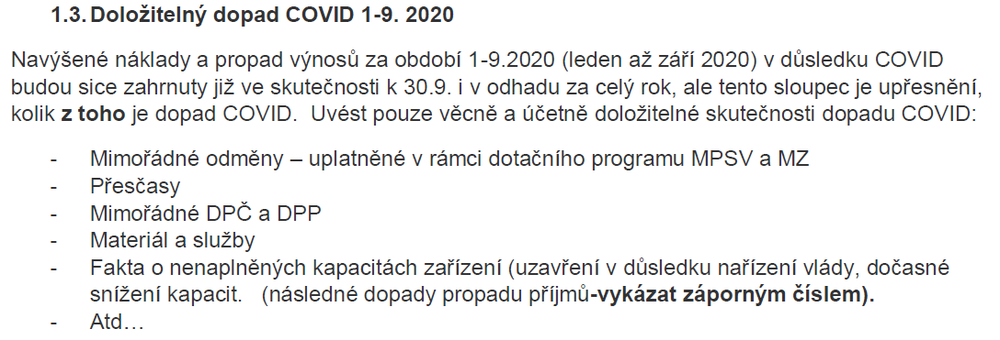 1.3. Doložitelný dopad COVID 1-9. 2020
Navýšené náklady a propad výnosů za období 1-9.2020 (leden až září 2020) v důsledku COVID
budou sice zahrnuty již ve skutečnosti k 30.9. i v odhadu za celý rok, ale tento sloupec je upřesnění,
kolik z toho je dopad COVID.  Uvést pouze věcně a účetně doložitelné skutečnosti dopadu COVID:
- Mimořádné odměny – uplatněné v rámci dotačního programu MPSV a MZ
- Přesčasy
- Mimořádné DPČ a DPP
- Materiál a služby
- Fakta o nenaplněných kapacitách zařízení (uzavření v důsledku nařízení vlády, dočasné
snížení kapacit.   (následné dopady propadu příjmů-vykázat záporným číslem).
- Atd…